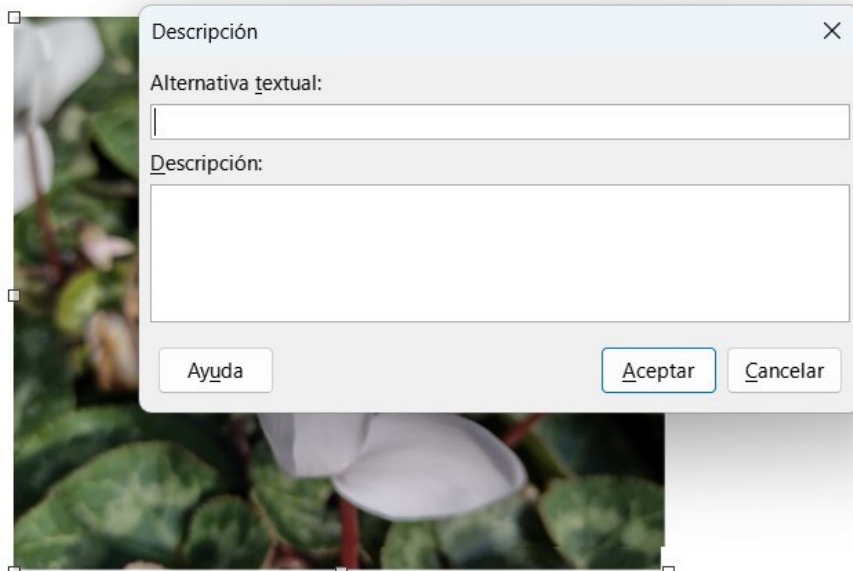 Descripción
Alternativa textual:
Descripción:
Ayuda
Aceptar
Cancelar